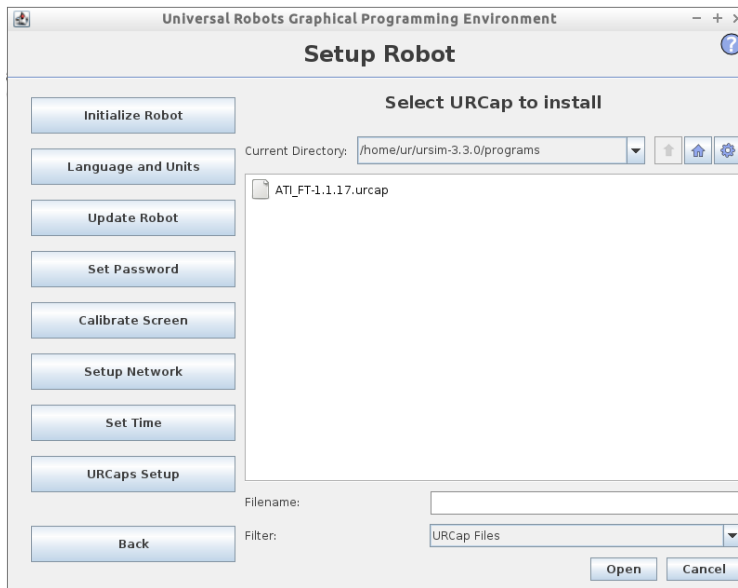 Universal Robots Graphical Programming Environment
Setup Robot
?
Initialize Robot
Language and Units
Update Robot
Set Password
Calibrate Screen
Setup Network
Set Time
URCaps Setup
Back
Select URCap to install
Current Directory: /home/ur/ursim-3.3.0/programs
ATI_FT-1.1.17.urcap
Filename:
Filter: URCap Files
Open Cancel